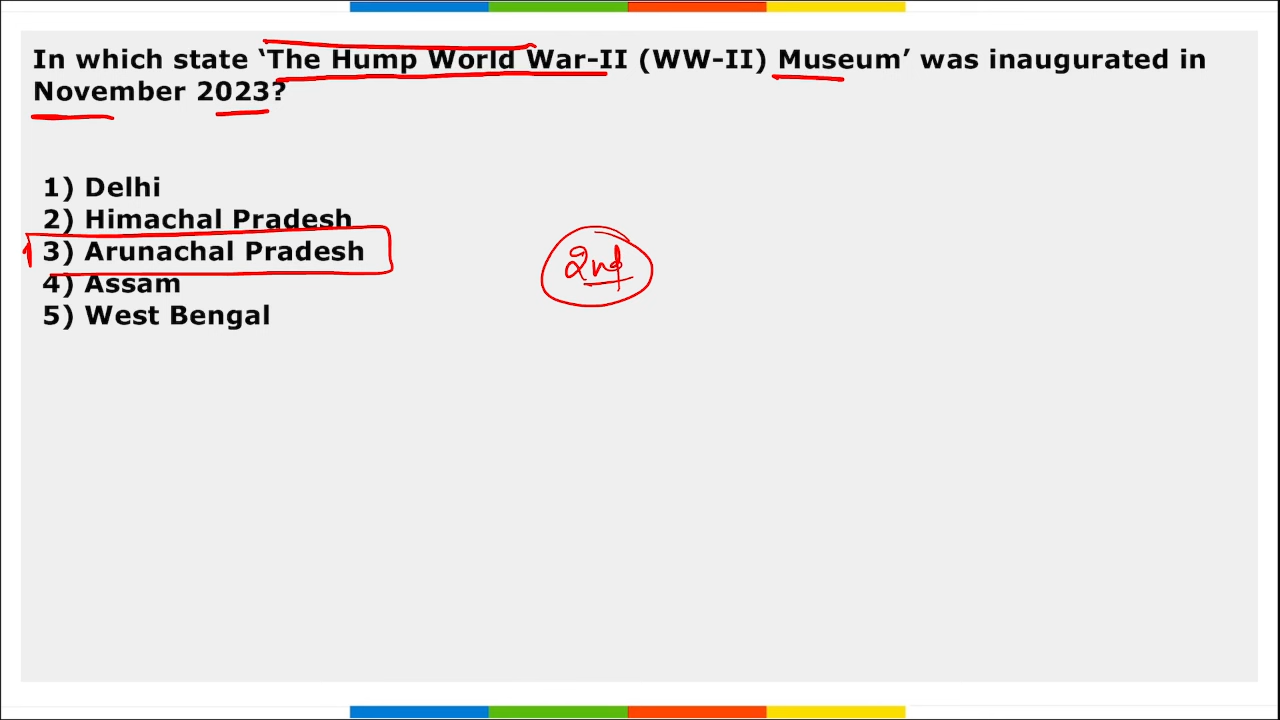 In which state ‘The Hump World War-II (WW-II) Museum’ was inaugurated in
November 2023?
1) Delhi
2) Himachal Pradesh
3) Arunachal Pradesh
2nd
4) Assam
5) West Bengal